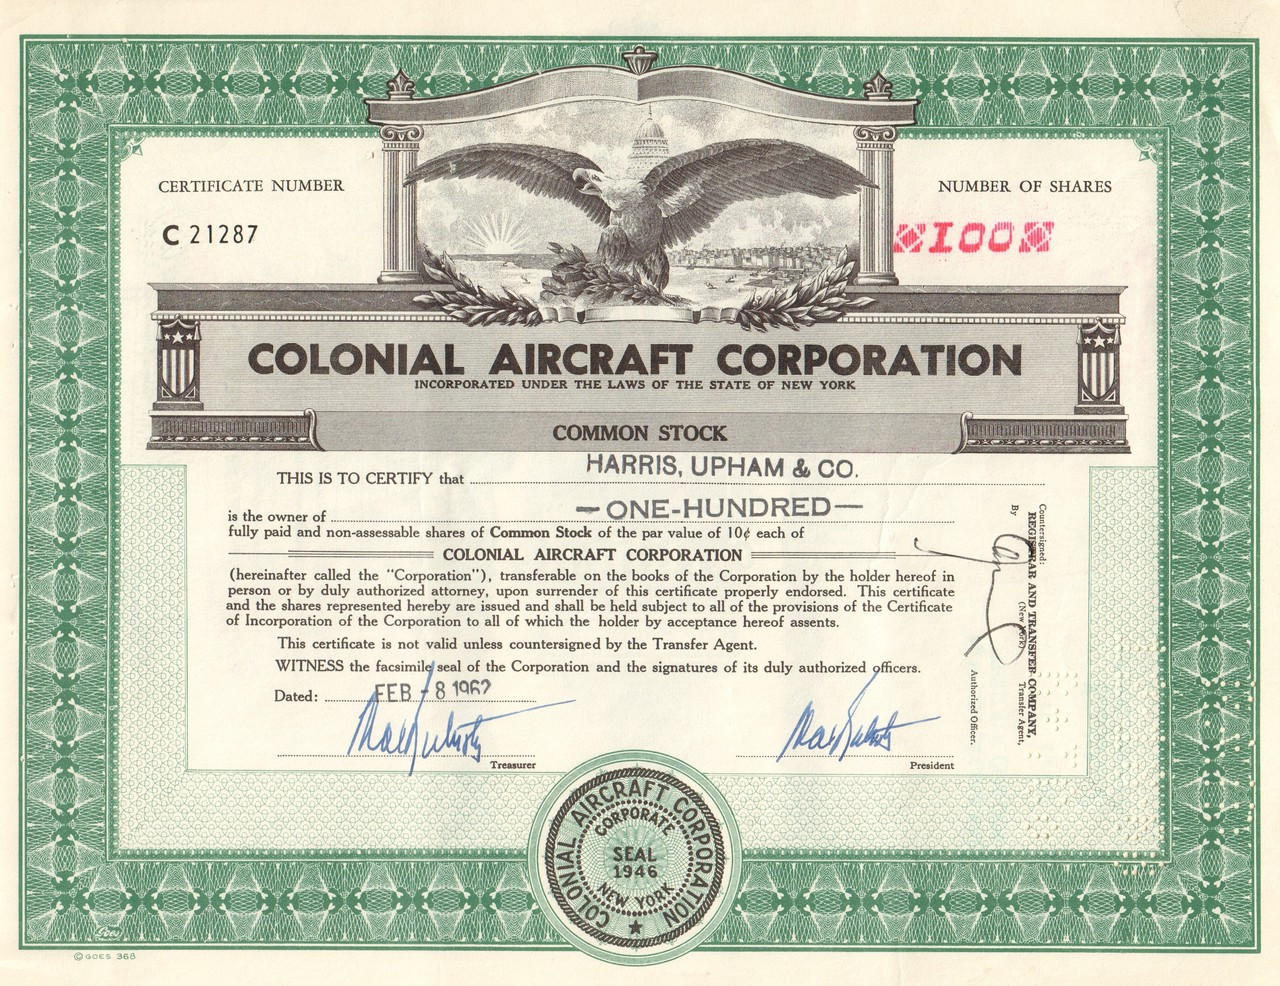 CERTIFICATE NUMBER
C 21287
NUMBER OF SHARES
100
COLONIAL AIRCRAFT CORPORATION
INCORPORATED UNDER THE LAWS OF THE STATE OF NEW YORK
COMMON STOCK
HARRIS, UPHAM & CO.
THIS IS TO CERTIFY that
—ONE-HUNDRED—
is the owner of
fully paid and non-assessable shares of Common Stock of the par value of 10¢ each of
COLONIAL AIRCRAFT CORPORATION
(hereinafter called the "Corporation"), transferable on the books of the Corporation by the holder hereof in
person or by duly authorized attorney, upon surrender of this certificate properly endorsed. This certificate
and the shares represented hereby are issued and shall be held subject to all of the provisions of the Certificate
of Incorporation of the Corporation to all of which the holder by acceptance hereof assents.
This certificate is not valid unless countersigned by the Transfer Agent.
WITNESS the facsimile seal of the Corporation and the signatures of its duly authorized officers.
Dated: FEB - 8 1962
Treasurer
President
Countersigned:
REGISTRAR AND TRANSFER COMPANY,
(New York)
Transfer Agent,
By
Authorized Officer.
COLONIAL AIRCRAFT CORPORATION
CORPORATE
SEAL
1946
NEW YORK
Goes
© GOES 368